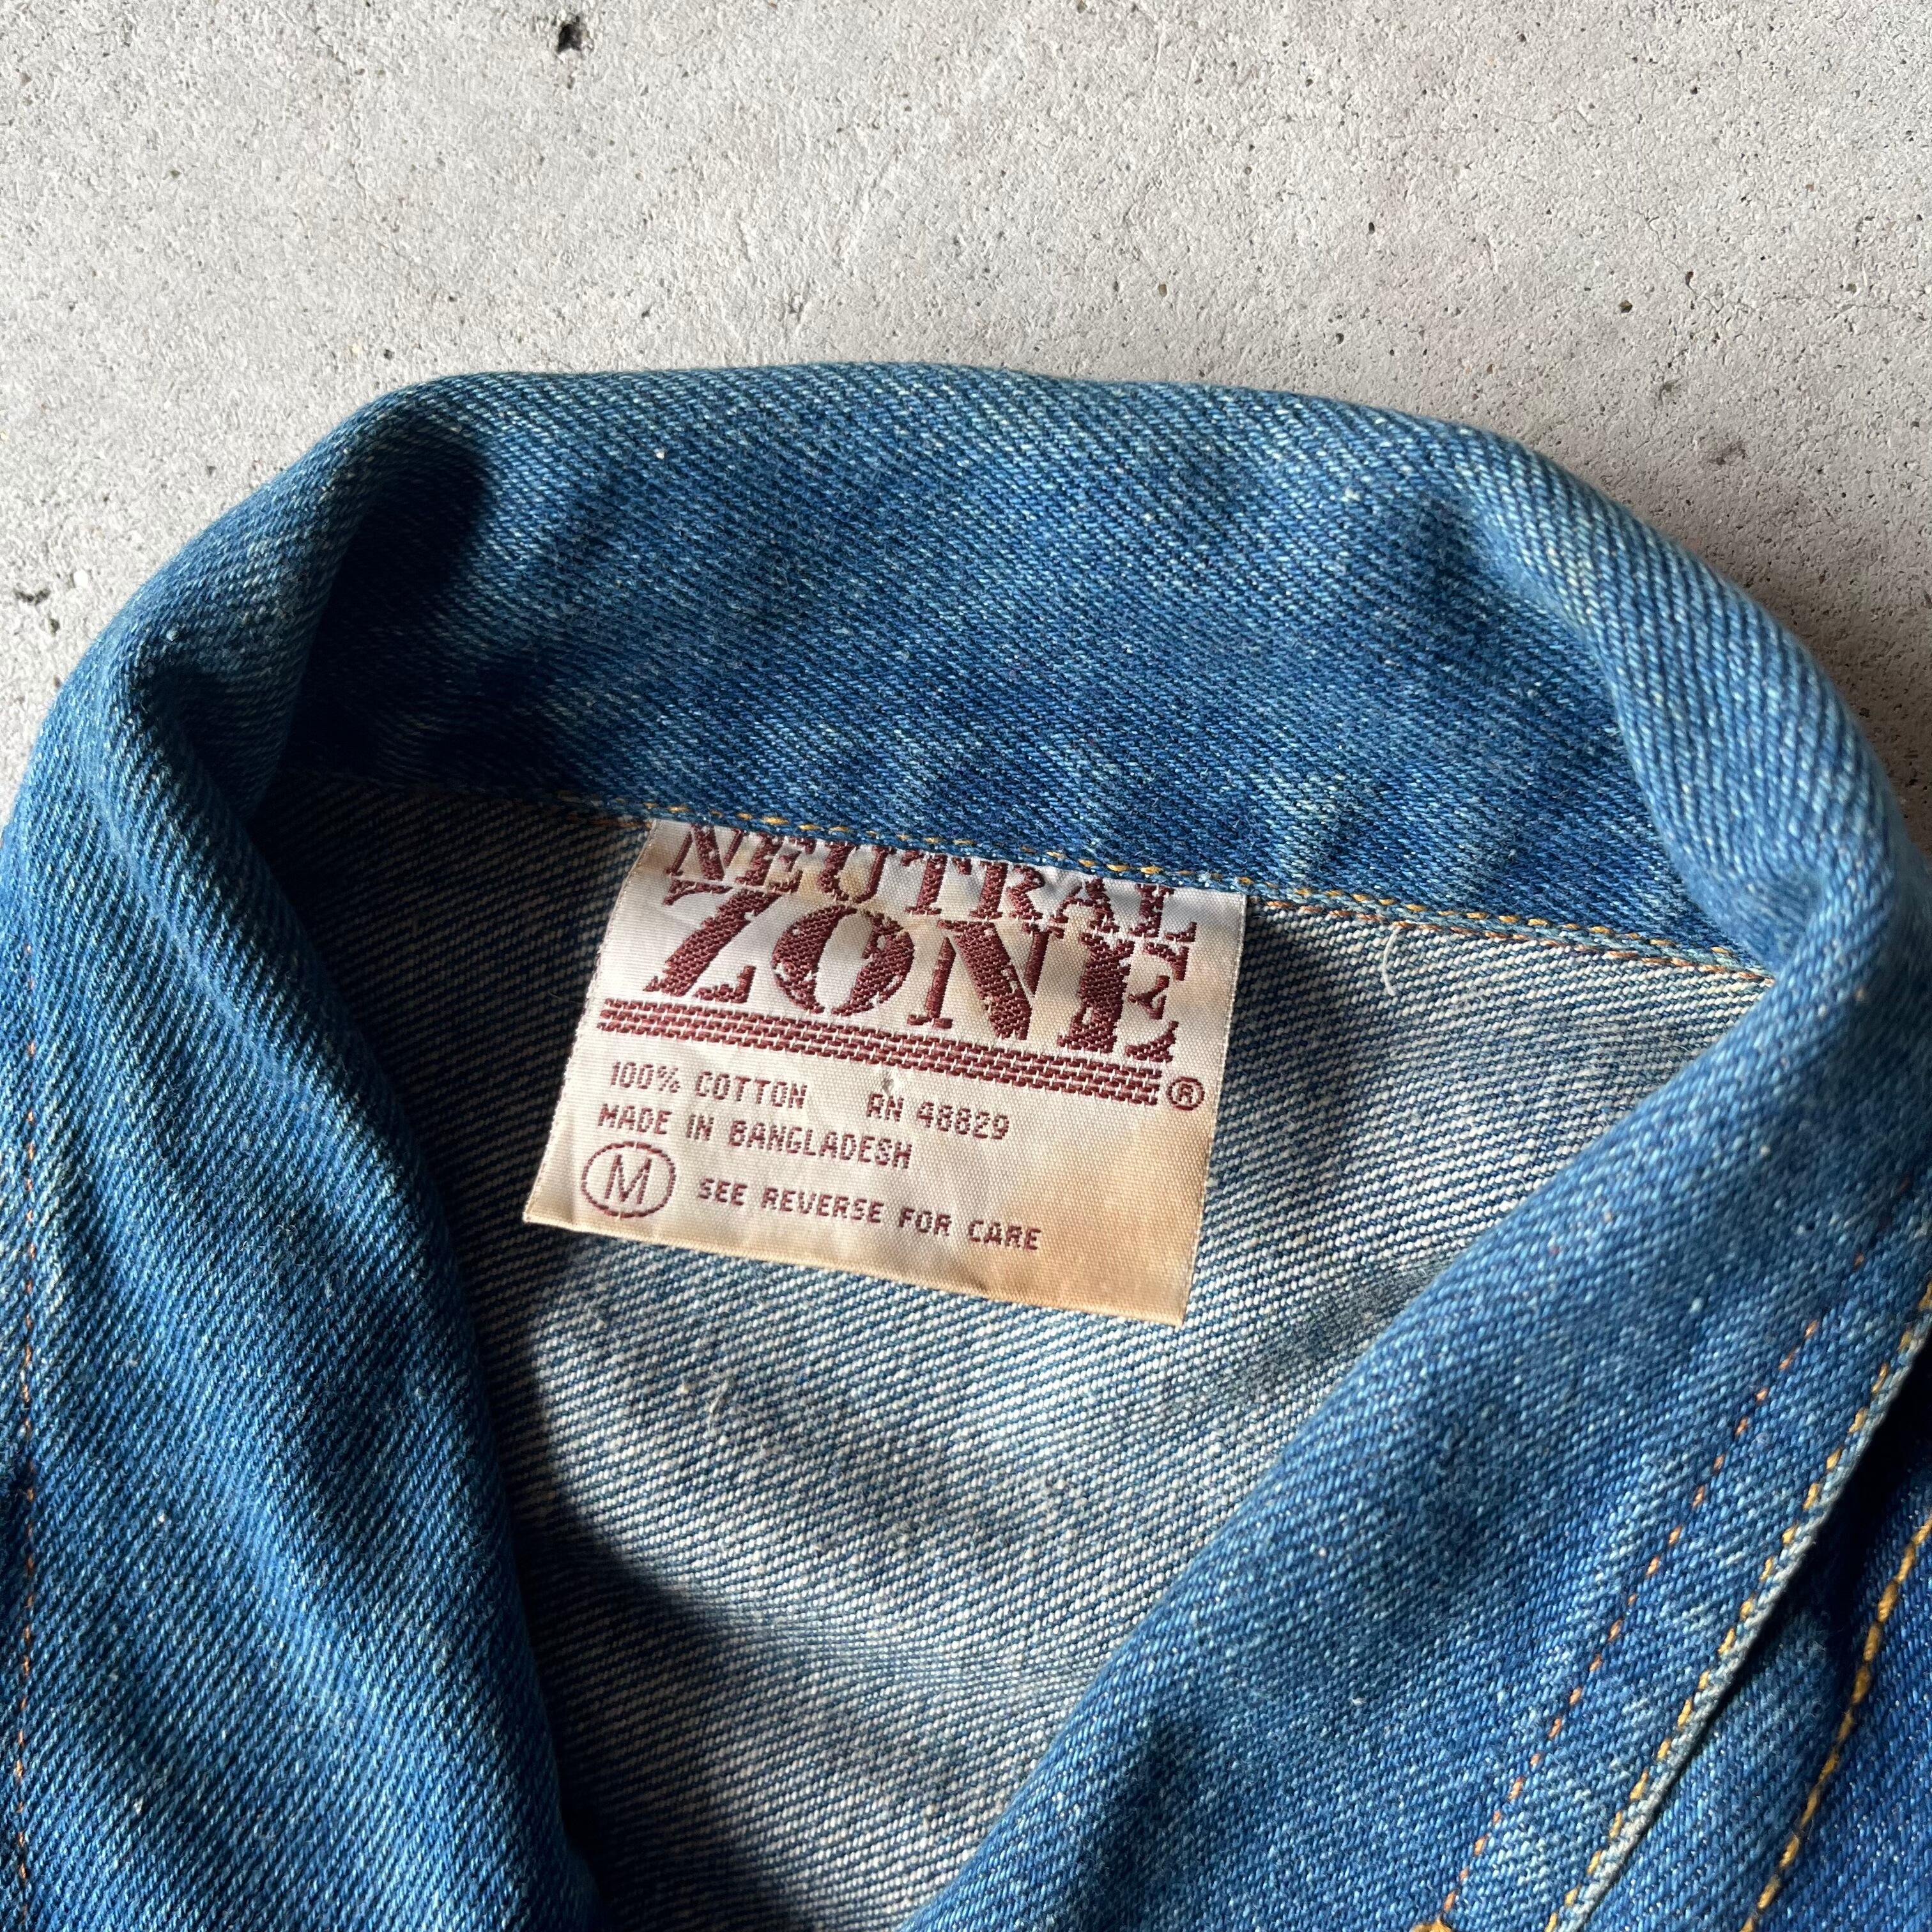 NEUTRAL
ZONE®
100% COTTON RN 48829
MADE IN BANGLADESH
M SEE REVERSE FOR CARE